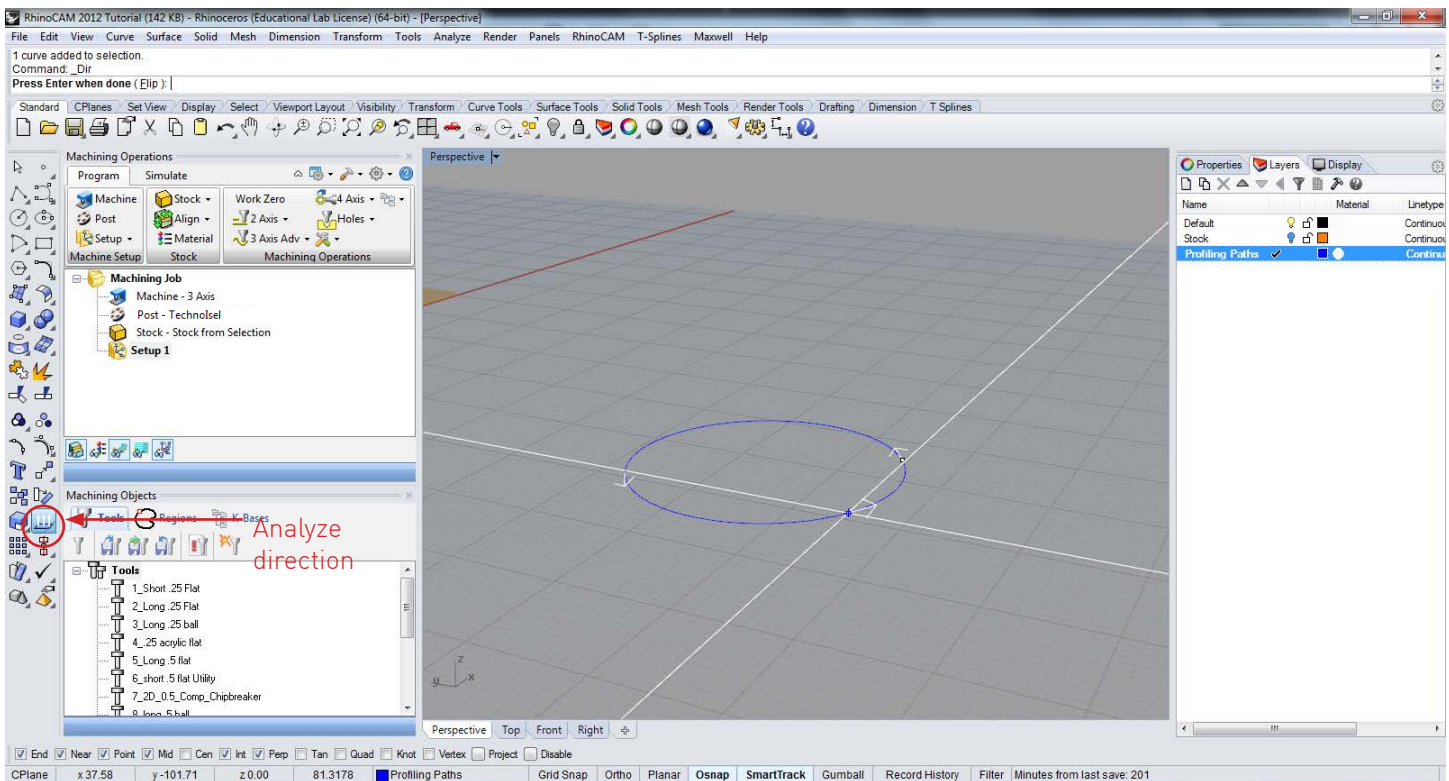 RhinoCAM 2012 Tutorial (142 KB) - Rhinoceros (Educational Lab License) (64-bit) - [Perspective]
File Edit View Curve Surface Solid Mesh Dimension Transform Tools Analyze Render Panels RhinoCAM T-Splines Maxwell Help
1 curve added to selection.
Command: _Dir
Press Enter when done ( Flip ):
Standard CPlanes Set View Display Select Viewport Layout Visibility Transform Curve Tools Surface Tools Solid Tools Mesh Tools Render Tools Drafting Dimension T Splines
Machining Operations
Program Simulate
Machine Stock Work Zero 4 Axis
Post Align 2 Axis Holes
Setup Material 3 Axis Adv
Machine Setup Stock Machining Operations
Machining Job
Machine - 3 Axis
Post - TechnoIsel
Stock - Stock from Selection
Setup 1
Machining Objects
Tools Regions K-Bases
Analyze
direction
Tools
1_Short .25 Flat
2_Long .25 Flat
3_Long .25 ball
4_.25 acrylic flat
5_Long .5 flat
6_short .5 flat Utility
7_2D_0.5_Comp_Chipbreaker
8_long .5 ball
Perspective
z
y x
Perspective Top Front Right
Properties Layers Display
Name Material Linetype
Default Continuou
Stock Continuou
Profiling Paths Continu
End Near Point Mid Cen Int Perp Tan Quad Knot Vertex Project Disable
CPlane x 37.58 y -101.71 z 0.00 81.3178 Profiling Paths Grid Snap Ortho Planar Osnap SmartTrack Gumball Record History Filter Minutes from last save: 201